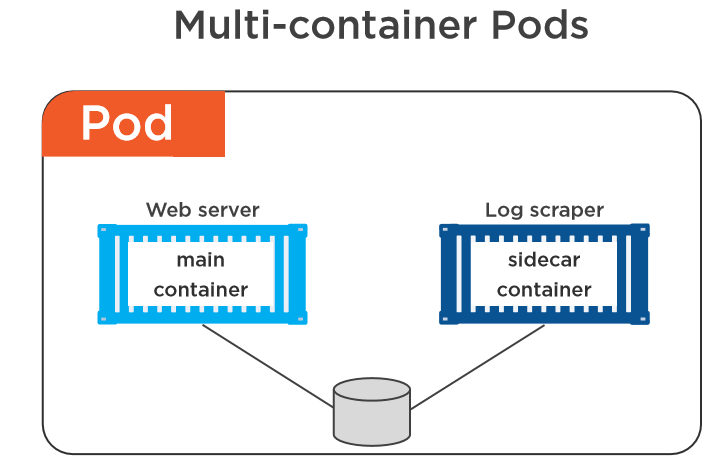 Multi-container Pods
Pod
Web server
main
container
Log scraper
sidecar
container